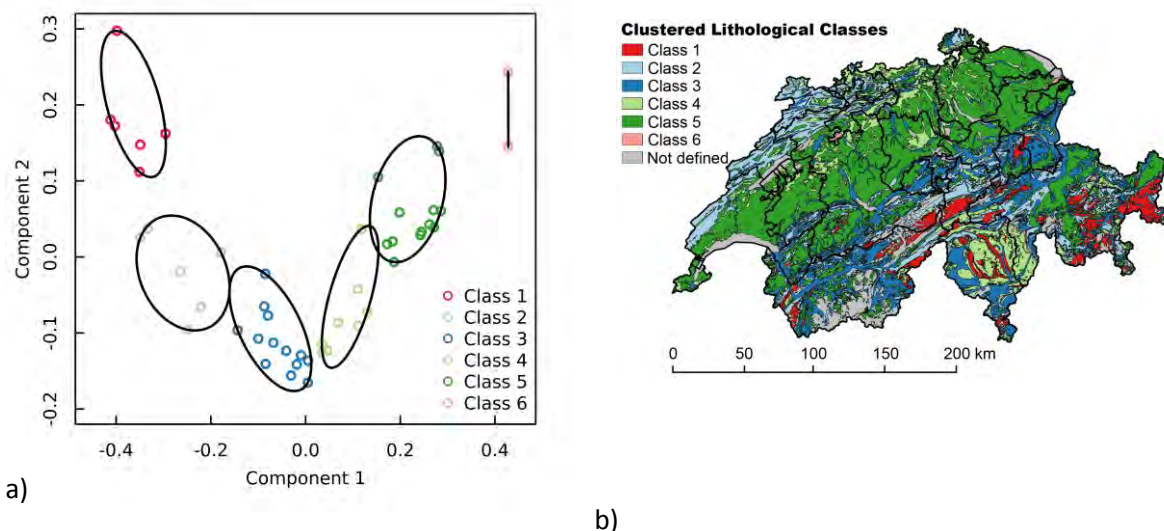 0.3
0.2
0.1
0.0
-0.1
-0.2
Component 2
Class 1
Class 2
Class 3
Class 4
Class 5
Class 6
-0.4
-0.2
0.0
0.2
0.4
Component 1
a)
Clustered Lithological Classes
Class 1
Class 2
Class 3
Class 4
Class 5
Class 6
Not defined
0 50 100 150 200 km
b)